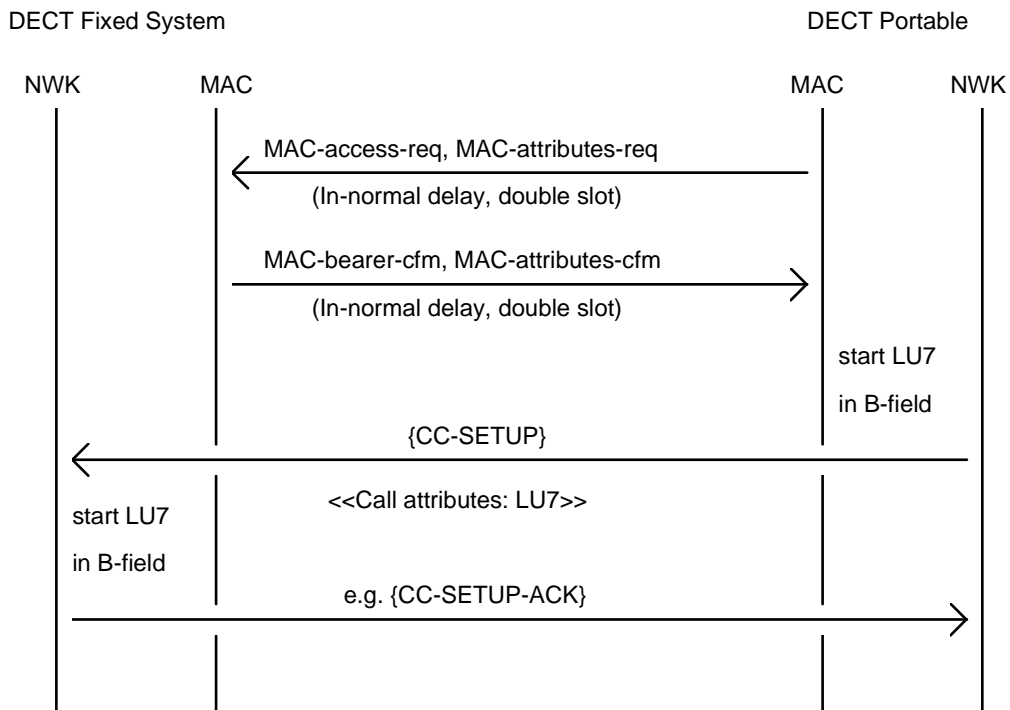 DECT Fixed System
DECT Portable
NWK
MAC
MAC
NWK
MAC-access-req, MAC-attributes-req
(In-normal delay, double slot)
MAC-bearer-cfm, MAC-attributes-cfm
(In-normal delay, double slot)
start LU7
in B-field
{CC-SETUP}
<<Call attributes: LU7>>
start LU7
in B-field
e.g. {CC-SETUP-ACK}